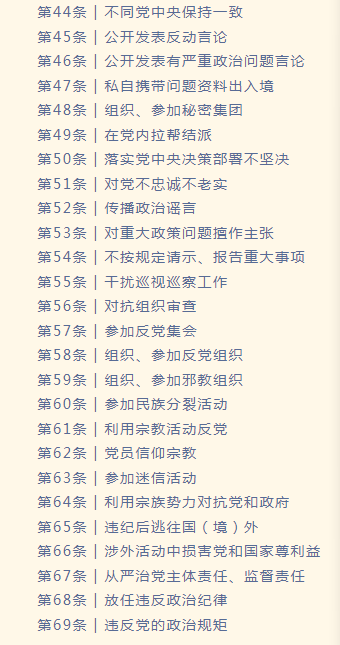 第44条 | 不同党中央保持一致
第45条 | 公开发表反动言论
第46条 | 公开发表有严重政治问题言论
第47条 | 私自携带问题资料出入境
第48条 | 组织、参加秘密集团
第49条 | 在党内拉帮结派
第50条 | 落实党中央决策部署不坚决
第51条 | 对党不忠诚不老实
第52条 | 传播政治谣言
第53条 | 对重大政策问题擅作主张
第54条 | 不按规定请示、报告重大事项
第55条 | 干扰巡视巡察工作
第56条 | 对抗组织审查
第57条 | 参加反党集会
第58条 | 组织、参加反党组织
第59条 | 组织、参加邪教组织
第60条 | 参加民族分裂活动
第61条 | 利用宗教活动反党
第62条 | 党员信仰宗教
第63条 | 参加迷信活动
第64条 | 利用宗族势力对抗党和政府
第65条 | 违纪后逃往国（境）外
第66条 | 涉外活动中损害党和国家尊利益
第67条 | 从严治党主体责任、监督责任
第68条 | 放任违反政治纪律
第69条 | 违反党的政治规矩